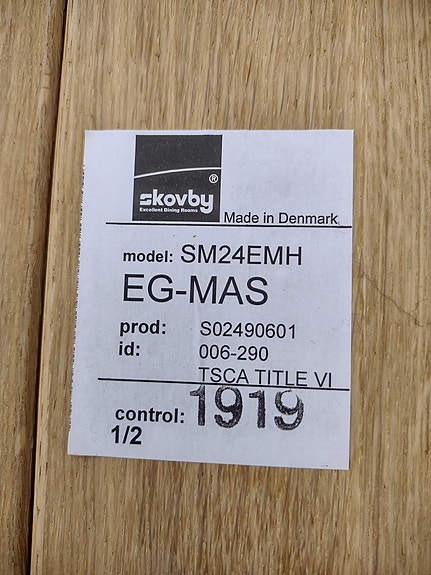 skovby®
Excellent Dining Rooms
Made in Denmark
model: SM24EMH
EG-MAS
prod: S02490601
id: 006-290
TSCA TITLE VI
control: 1919
1/2